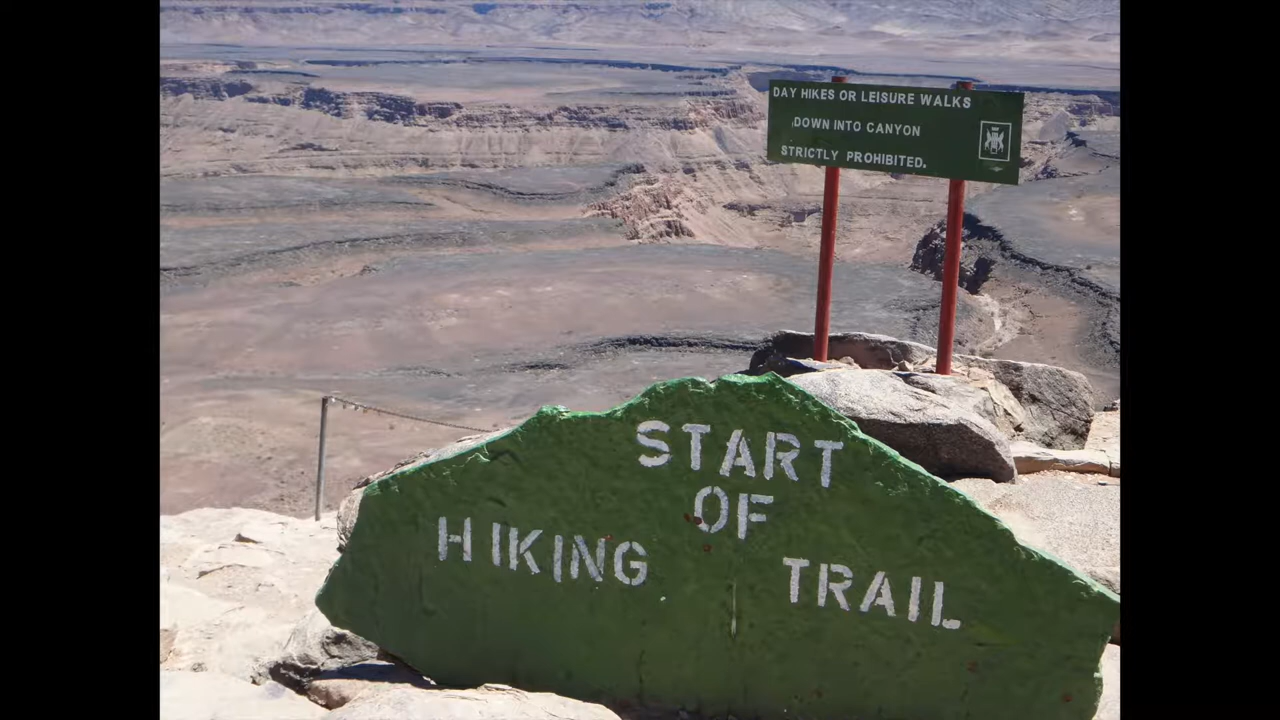 DAY HIKES OR LEISURE WALKS
DOWN INTO CANYON
STRICTLY PROHIBITED.
START
OF
HIKING TRAIL